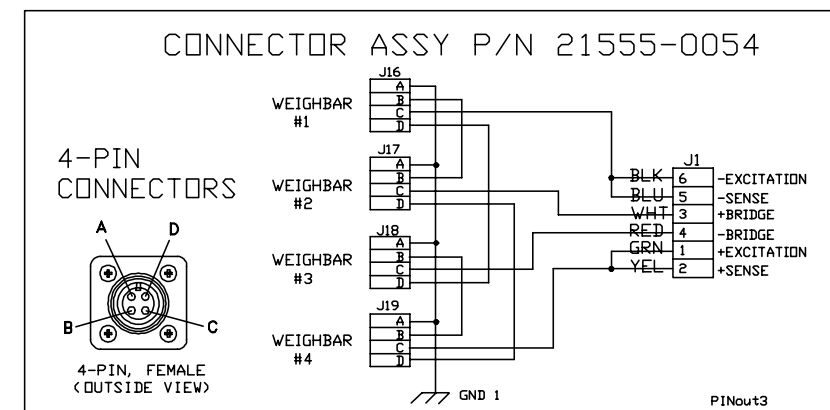 CONNECTOR ASSY P/N 21555-0054
4-PIN
CONNECTORS
A D
B C
4-PIN, FEMALE
(OUTSIDE VIEW)
WEIGHBAR
#1
J16
A
B
C
D
WEIGHBAR
#2
J17
A
B
C
D
WEIGHBAR
#3
J18
A
B
C
D
WEIGHBAR
#4
J19
A
B
C
D
GND 1
J1
BLK 6 -EXCITATION
BLU 5 -SENSE
WHT 3 +BRIDGE
RED 4 -BRIDGE
GRN 1 +EXCITATION
YEL 2 +SENSE
PINout3